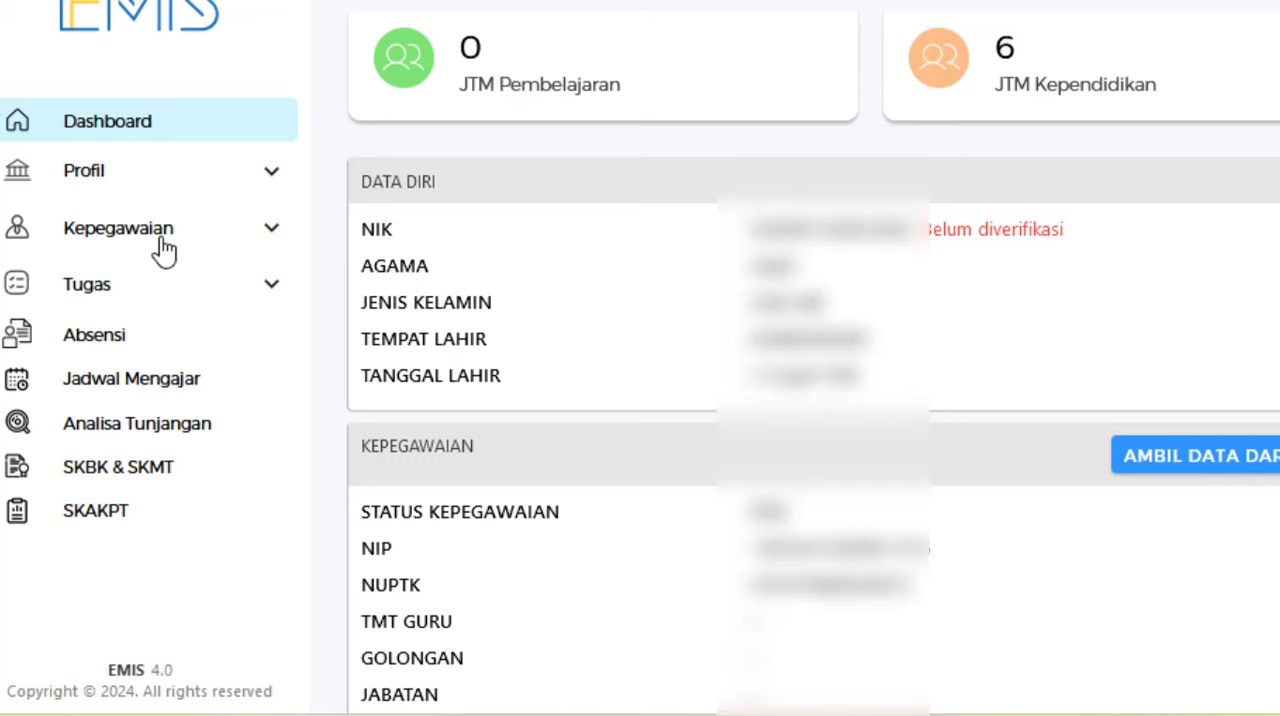 EMIS
Dashboard
Profil
Kepegawaian
Tugas
Absensi
Jadwal Mengajar
Analisa Tunjangan
SKBK & SKMT
SKAKPT
EMIS 4.0
Copyright © 2024. All rights reserved
0
JTM Pembelajaran
6
JTM Kependidikan
DATA DIRI
NIK
Belum diverifikasi
AGAMA
JENIS KELAMIN
TEMPAT LAHIR
TANGGAL LAHIR
KEPEGAWAIAN
AMBIL DATA DAR
STATUS KEPEGAWAIAN
NIP
NUPTK
TMT GURU
GOLONGAN
JABATAN